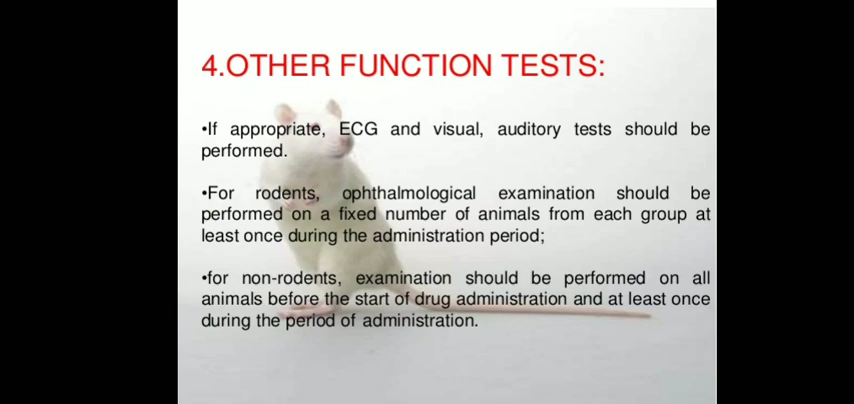 4.OTHER FUNCTION TESTS:
•If appropriate, ECG and visual, auditory tests should be
performed.
•For rodents, ophthalmological examination should be
performed on a fixed number of animals from each group at
least once during the administration period;
•for non-rodents, examination should be performed on all
animals before the start of drug administration and at least once
during the period of administration.